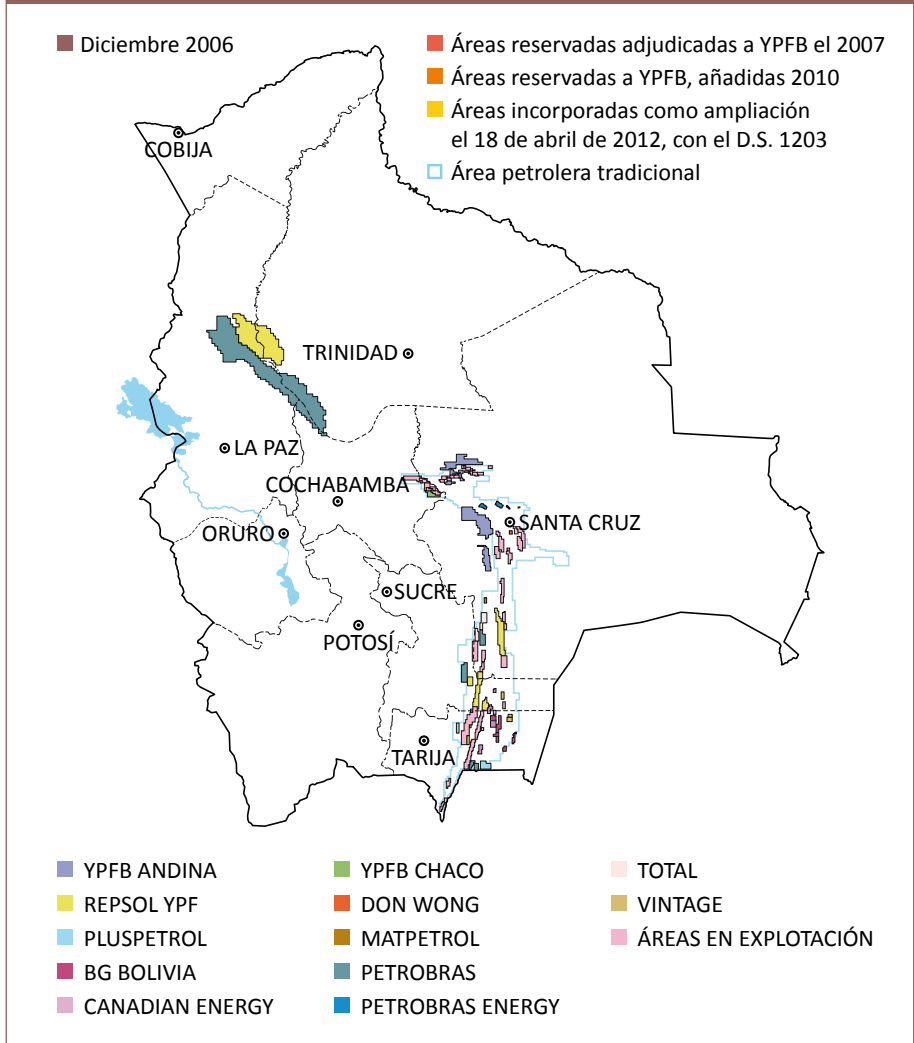 Diciembre 2006
Áreas reservadas adjudicadas a YPFB el 2007
Áreas reservadas a YPFB, añadidas 2010
Áreas incorporadas como ampliación
el 18 de abril de 2012, con el D.S. 1203
Área petrolera tradicional
COBIJA
TRINIDAD
LA PAZ
COCHABAMBA
SANTA CRUZ
ORURO
SUCRE
POTOSÍ
TARIJA
YPFB ANDINA
REPSOL YPF
PLUSPETROL
BG BOLIVIA
CANADIAN ENERGY
YPFB CHACO
DON WONG
MATPETROL
PETROBRAS
PETROBRAS ENERGY
TOTAL
VINTAGE
ÁREAS EN EXPLOTACIÓN